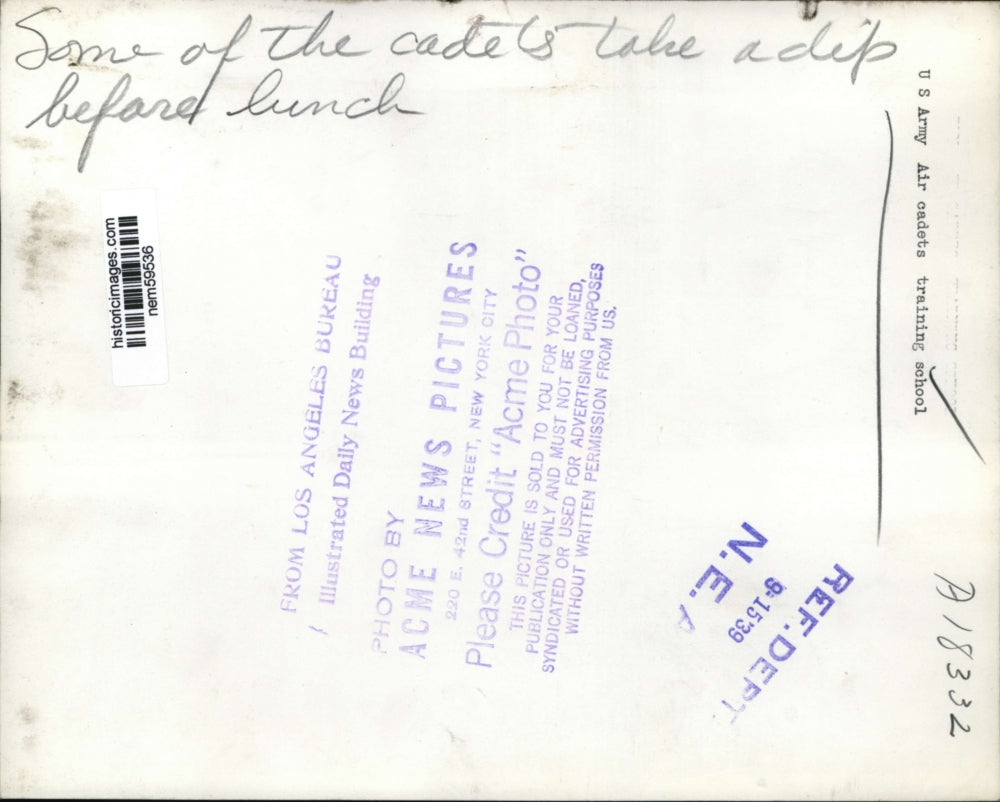 Some of the cadets take a dip
before lunch
U S Army Air cadets training school
historicimages.com
nem59536
FROM LOS ANGELES BUREAU
Illustrated Daily News Building
PHOTO BY
ACME NEWS PICTURES
220 E. 42nd STREET, NEW YORK CITY
Please Credit "Acme Photo"
THIS PICTURE IS SOLD TO YOU FOR YOUR
PUBLICATION ONLY AND MUST NOT BE LOANED,
SYNDICATED OR USED FOR ADVERTISING PURPOSES
WITHOUT WRITTEN PERMISSION FROM US.
N. E. A
9-15'39
REF. DEPT.
D18332